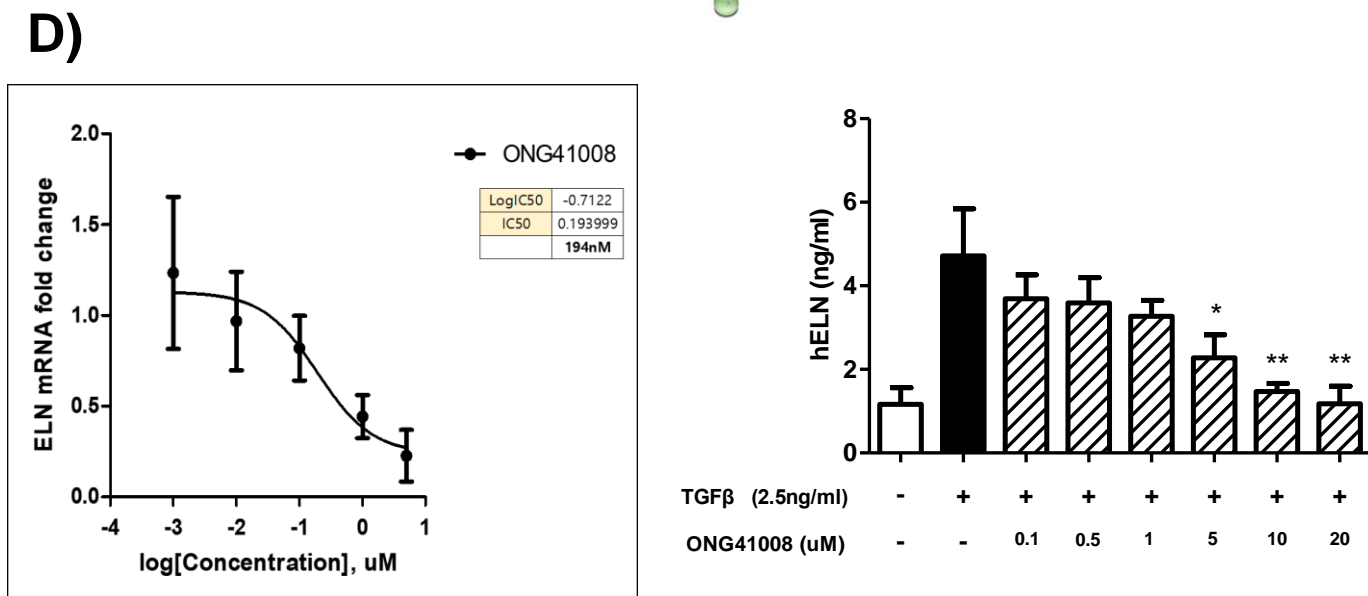 D)
2.0
1.5
1.0
0.5
0.0
-4 -3 -2 -1 0 1
ELN mRNA fold change
log[Concentration], uM
ONG41008
LogIC50 -0.7122
IC50 0.193999
194nM
8
6
4
2
0
hELN (ng/ml)
*
**
**
TGFβ (2.5ng/ml) - + + + + + + +
ONG41008 (uM) - - 0.1 0.5 1 5 10 20